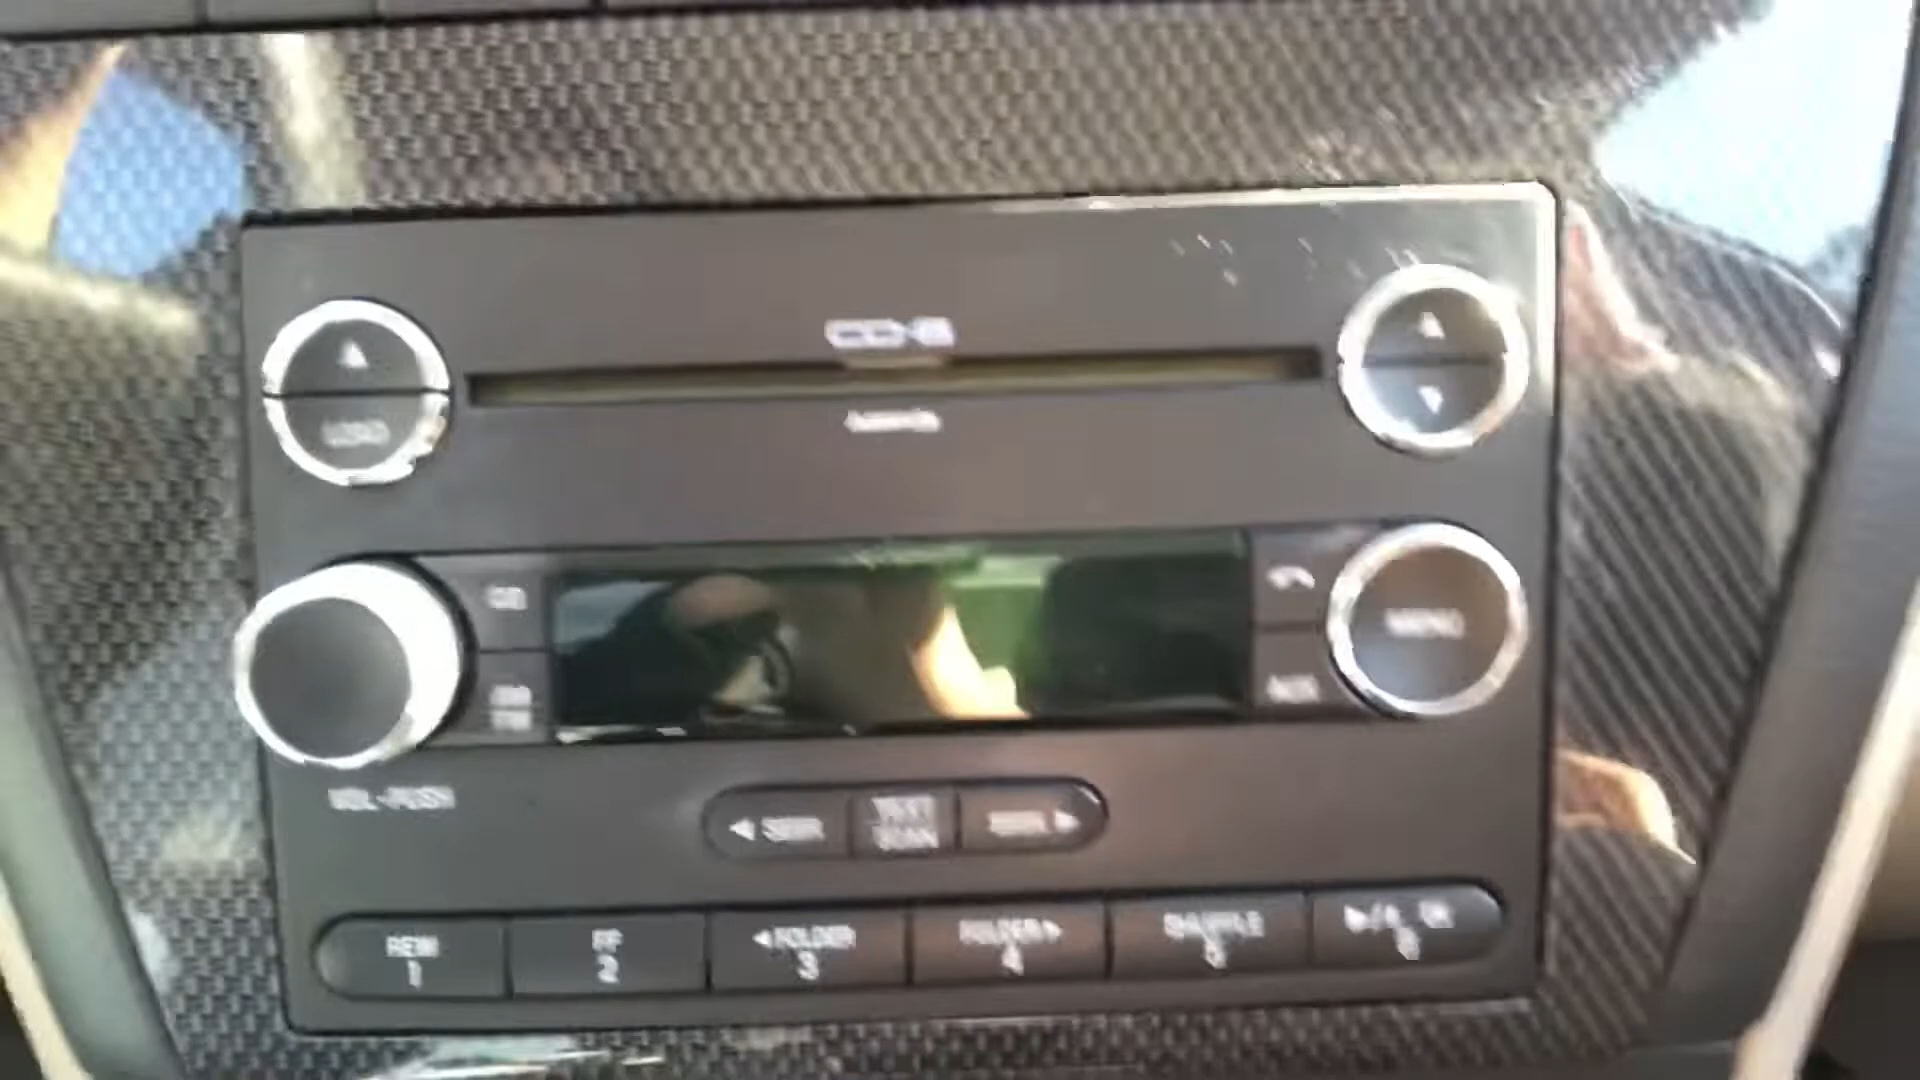 LOAD
CD
AUX
MENU
VOL-PUSH
◀ SEEK
TEXT
SCAN
SEEK ▶
REW
1
FF
2
◀ FOLDER
3
FOLDER ▶
4
SHUFFLE
5
6